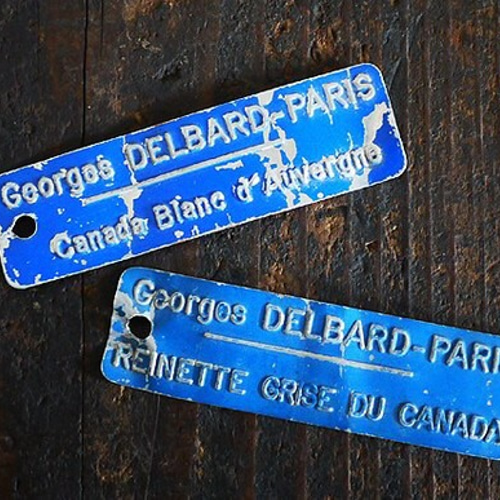 Georges DELBARD-PARIS
Canada Blanc d'Auvergne
Georges DELBARD-PARI
REINETTE GRISE DU CANADA